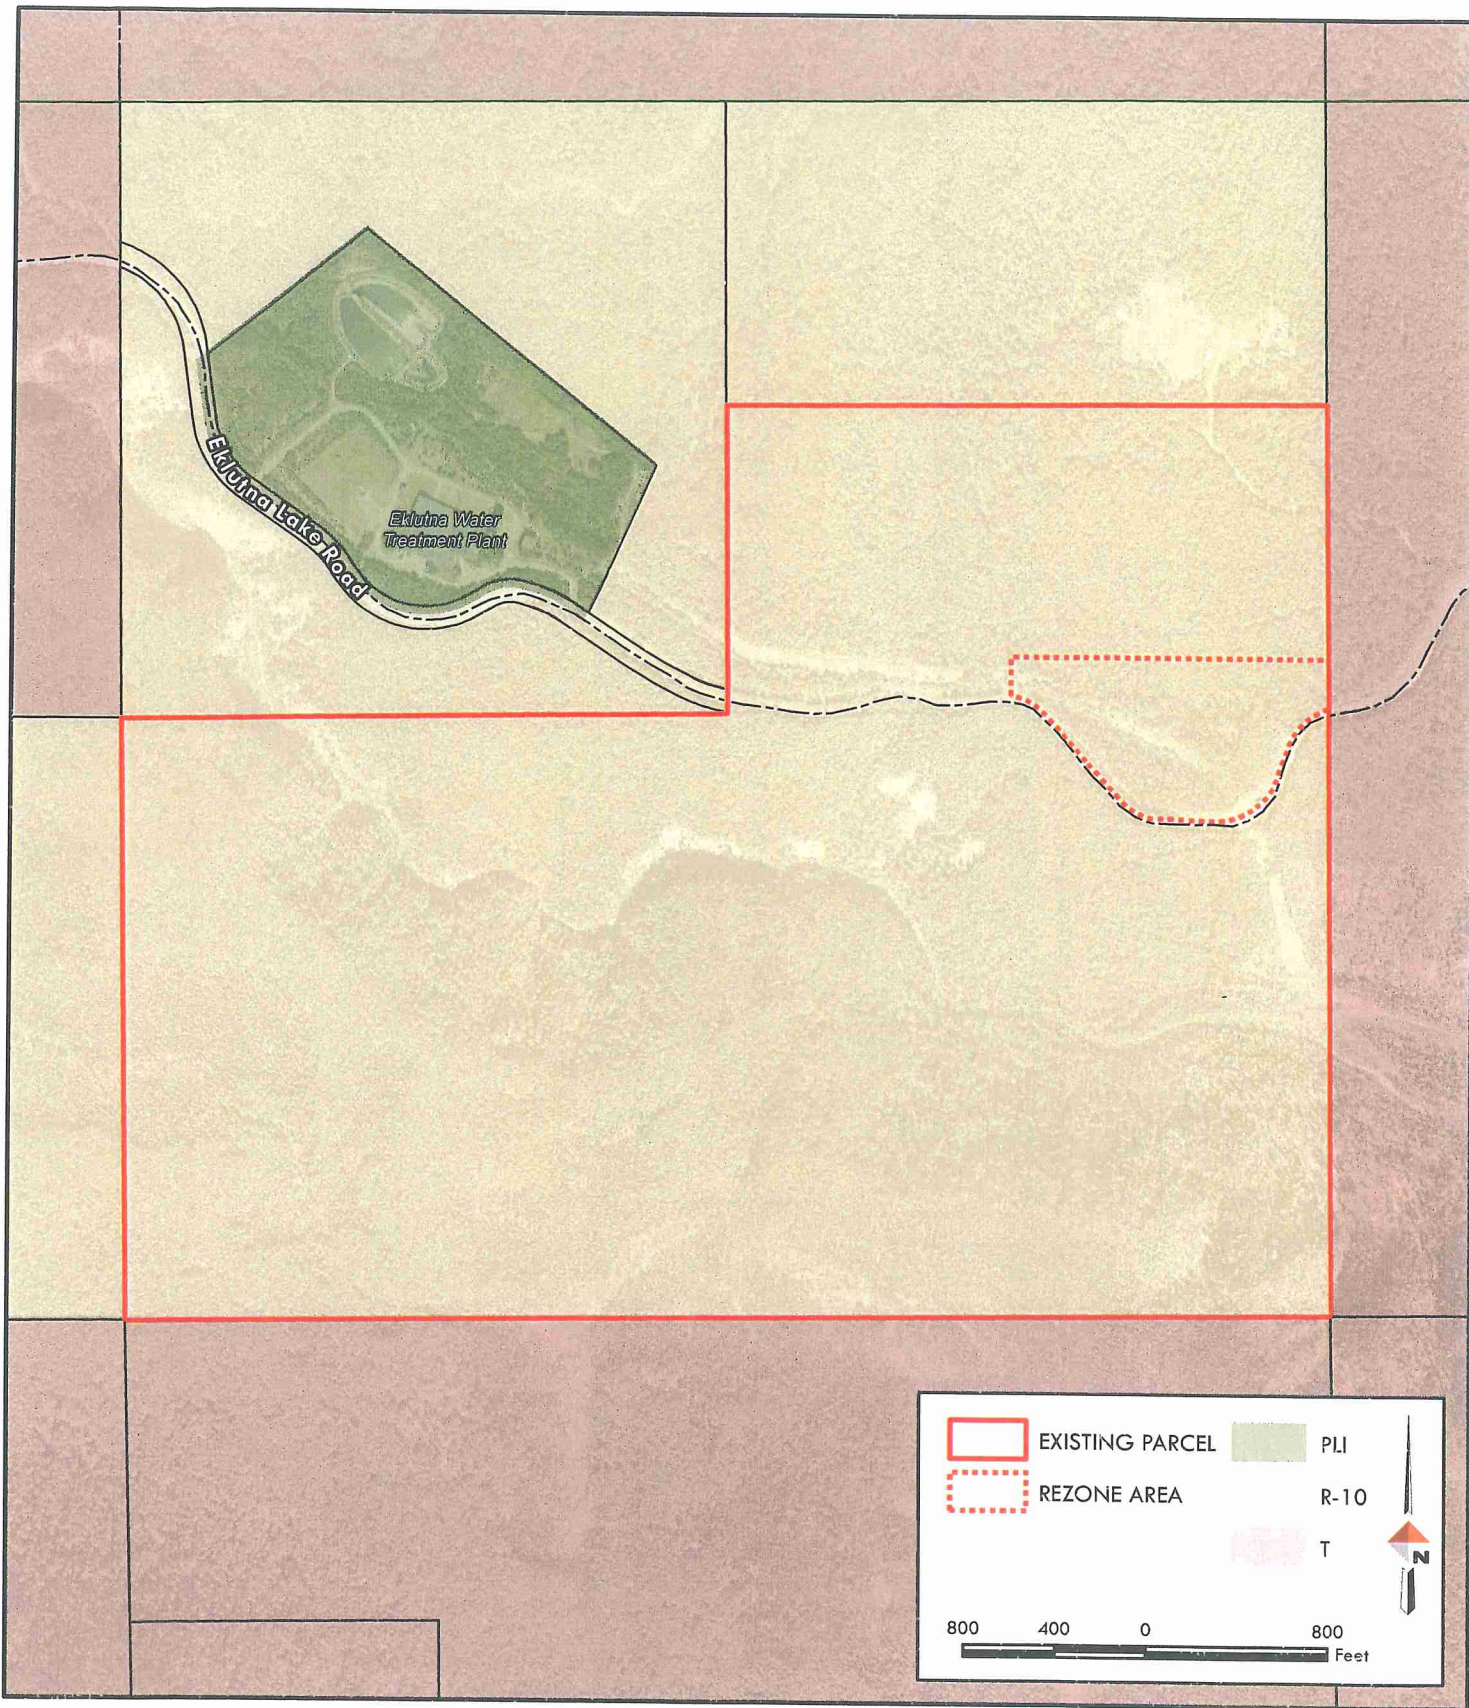 Eklutna Lake Road
Eklutna Water
Treatment Plant
EXISTING PARCEL
PLI
REZONE AREA
R-10
T
N
800 400 0 800
Feet